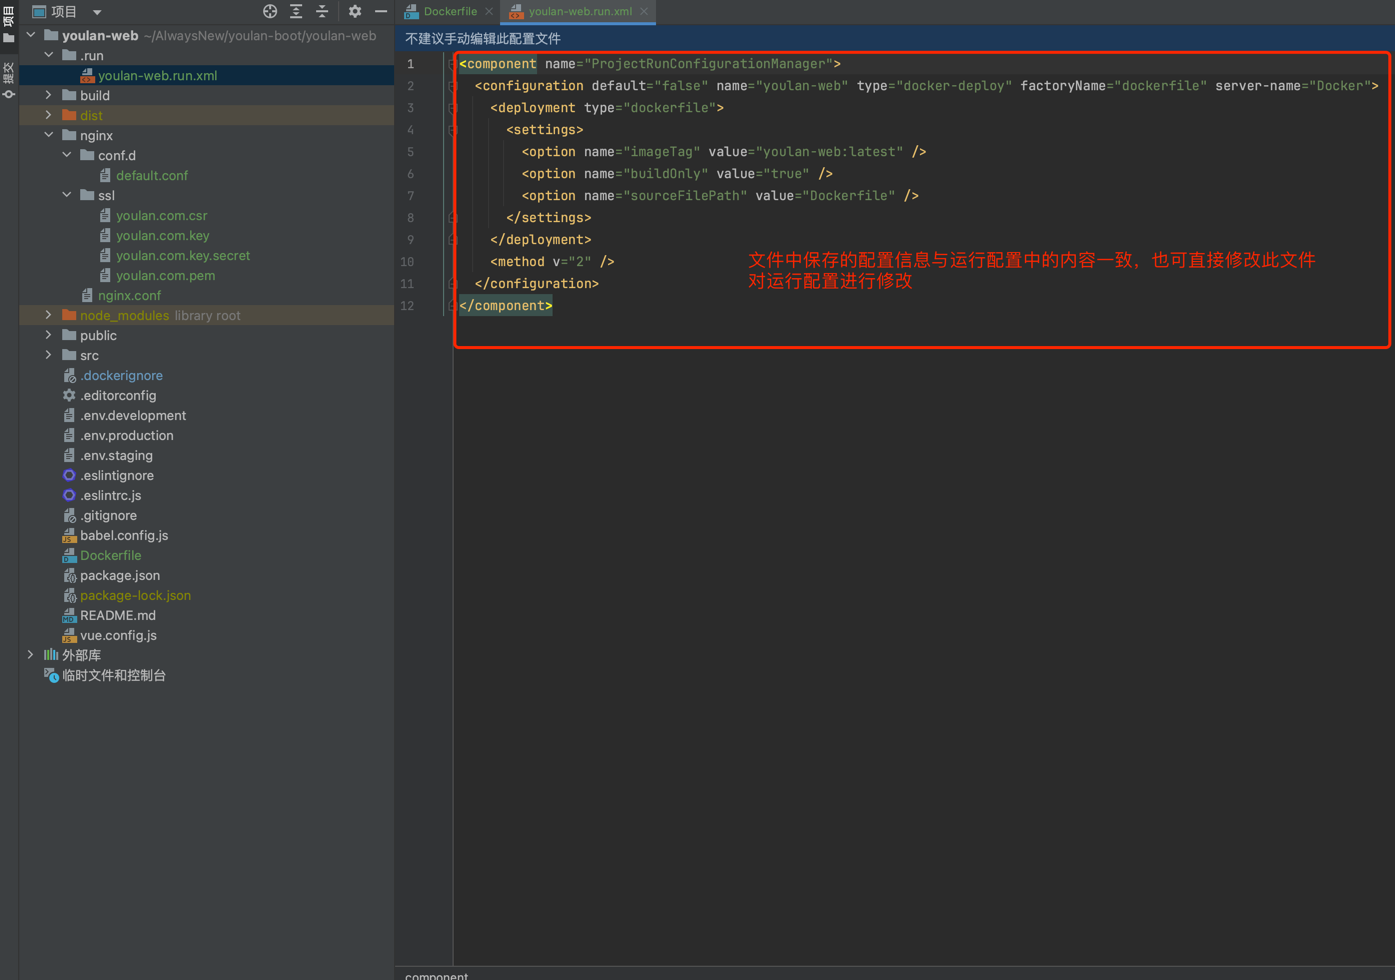 项目
提交
项目
youlan-web ~/AlwaysNew/youlan-boot/youlan-web
.run
youlan-web.run.xml
build
dist
nginx
conf.d
default.conf
ssl
youlan.com.csr
youlan.com.key
youlan.com.key.secret
youlan.com.pem
nginx.conf
node_modules library root
public
src
.dockerignore
.editorconfig
.env.development
.env.production
.env.staging
.eslintignore
.eslintrc.js
.gitignore
babel.config.js
Dockerfile
package.json
package-lock.json
README.md
vue.config.js
外部库
临时文件和控制台
Dockerfile
youlan-web.run.xml
不建议手动编辑此配置文件
1 <component name="ProjectRunConfigurationManager">
2 <configuration default="false" name="youlan-web" type="docker-deploy" factoryName="dockerfile" server-name="Docker">
3 <deployment type="dockerfile">
4 <settings>
5 <option name="imageTag" value="youlan-web:latest" />
6 <option name="buildOnly" value="true" />
7 <option name="sourceFilePath" value="Dockerfile" />
8 </settings>
9 </deployment>
10 <method v="2" />
11 </configuration>
12 </component>
文件中保存的配置信息与运行配置中的内容一致，也可直接修改此文件
对运行配置进行修改
component